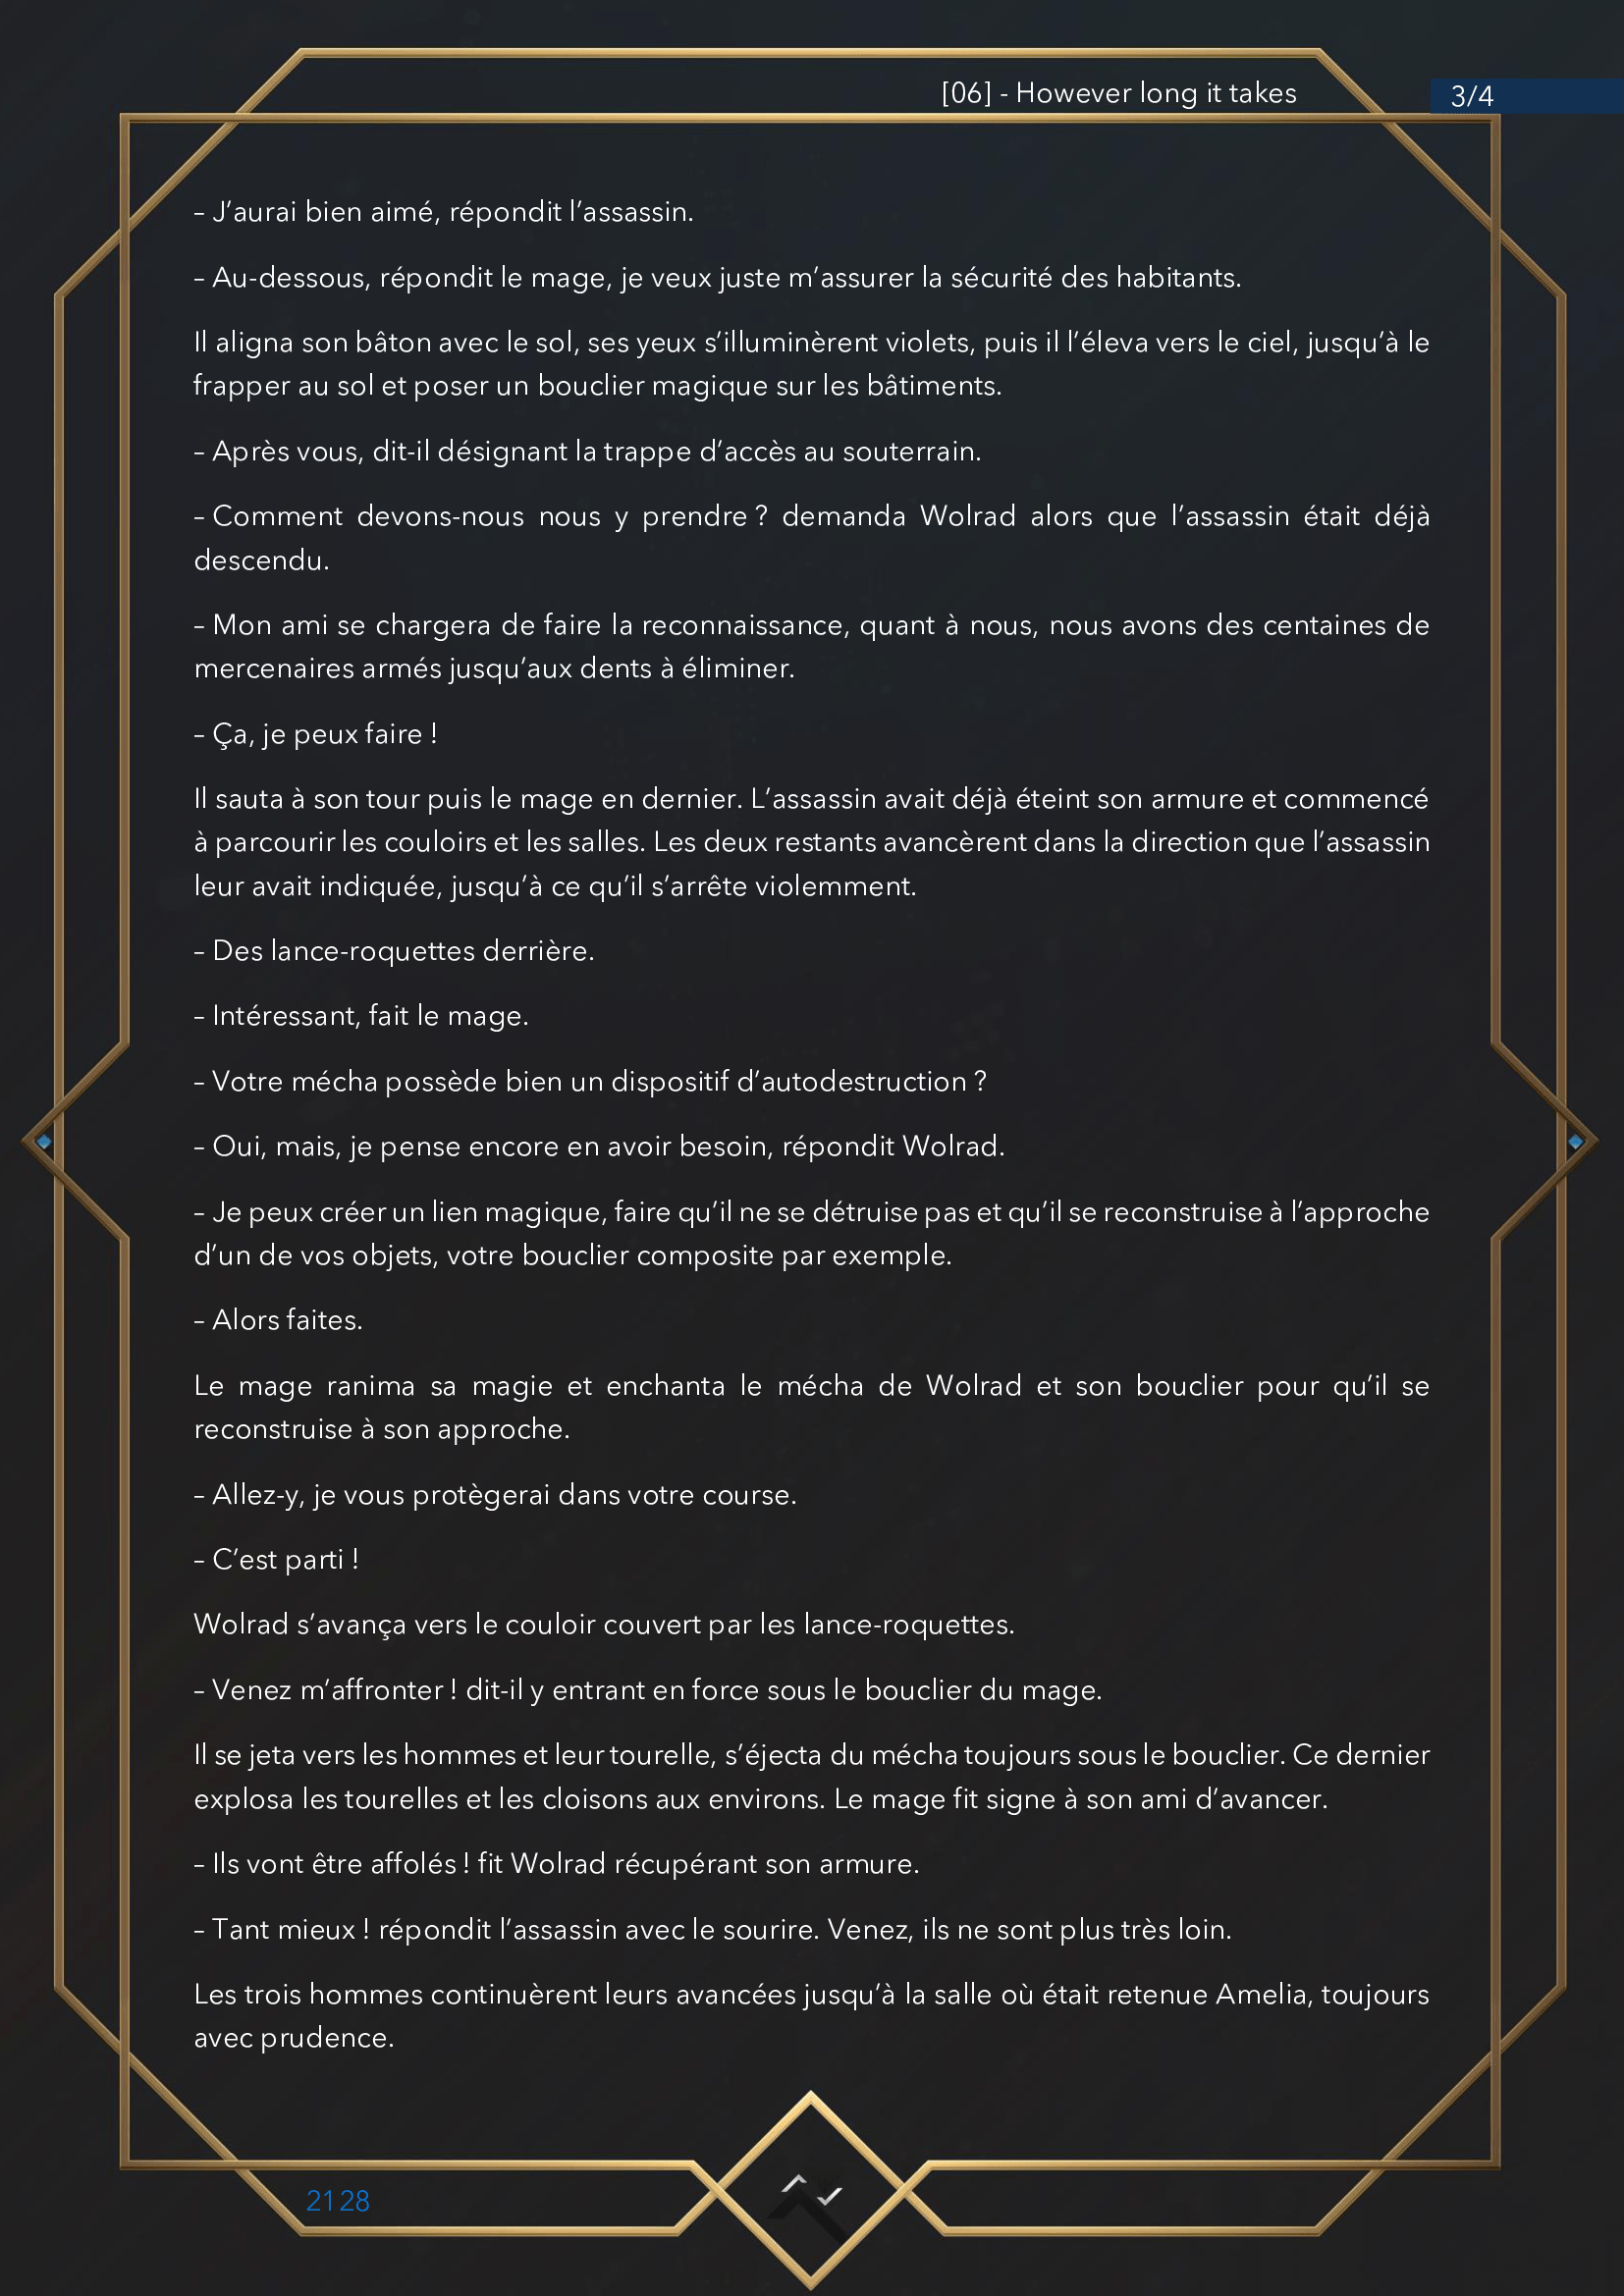 [06] - However long it takes
3/4
– J’aurai bien aimé, répondit l’assassin.
– Au-dessous, répondit le mage, je veux juste m’assurer la sécurité des habitants.
Il aligna son bâton avec le sol, ses yeux s’illuminèrent violets, puis il l’éleva vers le ciel, jusqu’à le
frapper au sol et poser un bouclier magique sur les bâtiments.
– Après vous, dit-il désignant la trappe d’accès au souterrain.
– Comment devons-nous nous y prendre ? demanda Wolrad alors que l’assassin était déjà
descendu.
– Mon ami se chargera de faire la reconnaissance, quant à nous, nous avons des centaines de
mercenaires armés jusqu’aux dents à éliminer.
– Ça, je peux faire !
Il sauta à son tour puis le mage en dernier. L’assassin avait déjà éteint son armure et commencé
à parcourir les couloirs et les salles. Les deux restants avancèrent dans la direction que l’assassin
leur avait indiquée, jusqu’à ce qu’il s’arrête violemment.
– Des lance-roquettes derrière.
– Intéressant, fait le mage.
– Votre mécha possède bien un dispositif d’autodestruction ?
– Oui, mais, je pense encore en avoir besoin, répondit Wolrad.
– Je peux créer un lien magique, faire qu’il ne se détruise pas et qu’il se reconstruise à l’approche
d’un de vos objets, votre bouclier composite par exemple.
– Alors faites.
Le mage ranima sa magie et enchanta le mécha de Wolrad et son bouclier pour qu’il se
reconstruise à son approche.
– Allez-y, je vous protègerai dans votre course.
– C’est parti !
Wolrad s’avança vers le couloir couvert par les lance-roquettes.
– Venez m’affronter ! dit-il y entrant en force sous le bouclier du mage.
Il se jeta vers les hommes et leur tourelle, s’éjecta du mécha toujours sous le bouclier. Ce dernier
explosa les tourelles et les cloisons aux environs. Le mage fit signe à son ami d’avancer.
– Ils vont être affolés ! fit Wolrad récupérant son armure.
– Tant mieux ! répondit l’assassin avec le sourire. Venez, ils ne sont plus très loin.
Les trois hommes continuèrent leurs avancées jusqu’à la salle où était retenue Amelia, toujours
avec prudence.
2128